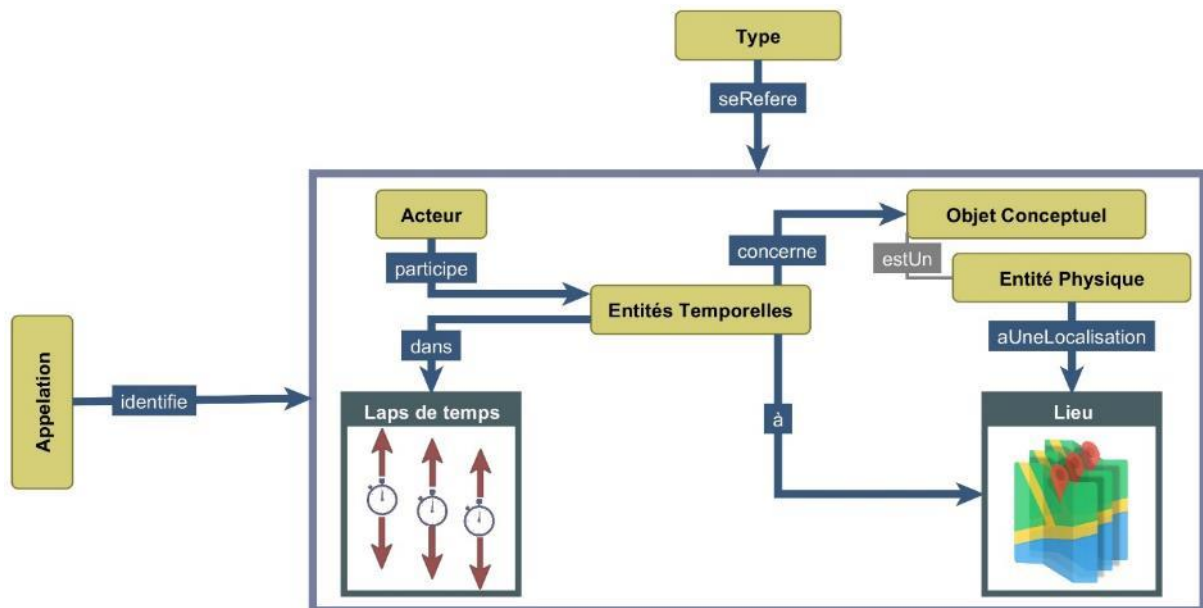 Type
seRefere
Acteur
Objet Conceptuel
participe
concerne
estUn
Entité Physique
Entités Temporelles
dans
aUneLocalisation
Appelation
identifie
Laps de temps
à
Lieu